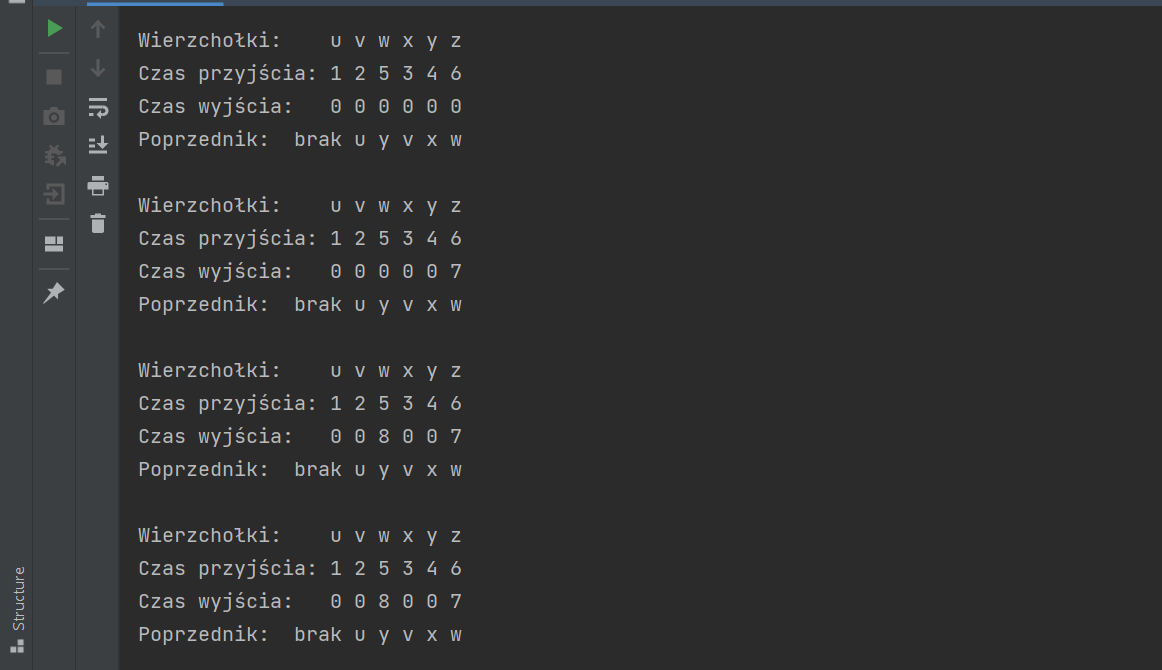 Wierzchołki:    u v w x y z
Czas przyjścia: 1 2 5 3 4 6
Czas wyjścia:   0 0 0 0 0 0
Poprzednik:  brak u y v x w
Wierzchołki:    u v w x y z
Czas przyjścia: 1 2 5 3 4 6
Czas wyjścia:   0 0 0 0 0 7
Poprzednik:  brak u y v x w
Wierzchołki:    u v w x y z
Czas przyjścia: 1 2 5 3 4 6
Czas wyjścia:   0 0 8 0 0 7
Poprzednik:  brak u y v x w
Wierzchołki:    u v w x y z
Czas przyjścia: 1 2 5 3 4 6
Czas wyjścia:   0 0 8 0 0 7
Poprzednik:  brak u y v x w
Structure